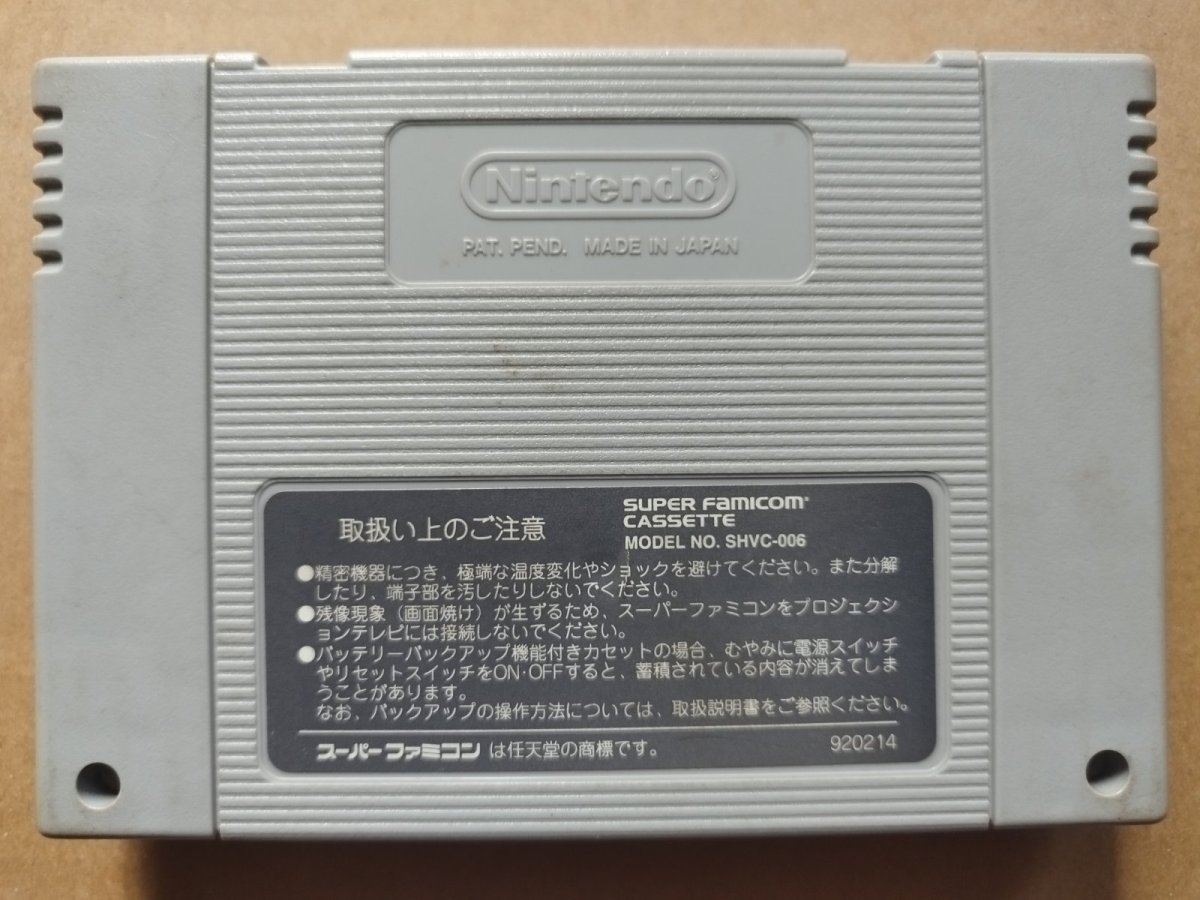 Nintendo®
PAT. PEND. MADE IN JAPAN
取扱い上のご注意
SUPER FAMICOM®
CASSETTE
MODEL NO. SHVC-006
●精密機器につき、極端な温度変化やショックを避けてください。また分解
したり、端子部を汚したりしないでください。
●残像現象（画面焼け）が生ずるため、スーパーファミコンをプロジェクシ
ョンテレビには接続しないでください。
●バッテリーバックアップ機能付きカセットの場合、むやみに電源スイッチ
やリセットスイッチをON·OFFすると、蓄積されている内容が消えてしま
うことがあります。
なお、バックアップの操作方法については、取扱説明書をご参照ください。
スーパーファミコンは任天堂の商標です。
920214